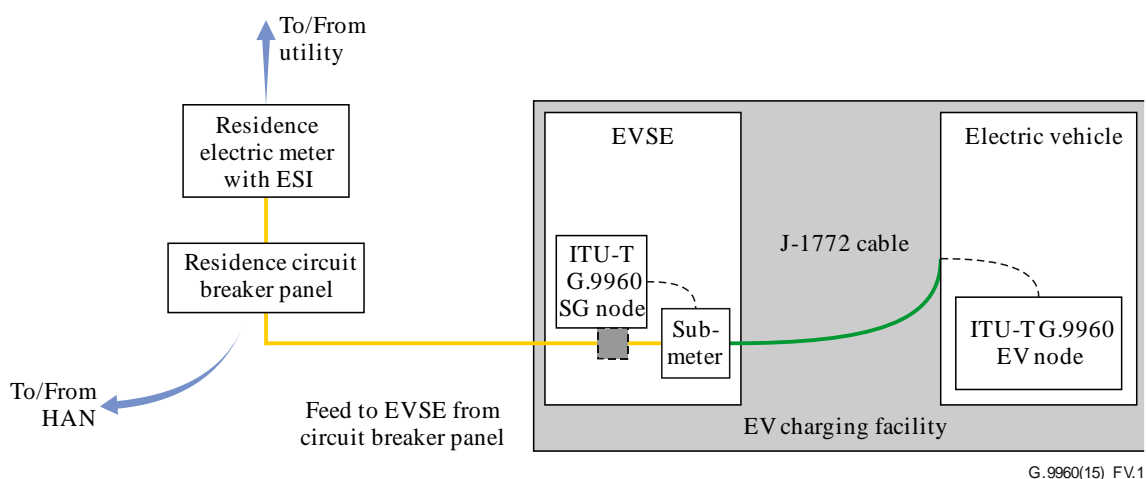 To/From
utility
Residence
electric meter
with ESI
Residence circuit
breaker panel
To/From
HAN
Feed to EVSE from
circuit breaker panel
EVSE
ITU-T
G.9960
SG node
Sub-
meter
J-1772 cable
Electric vehicle
ITU-T G.9960
EV node
EV charging facility
G.9960(15)_FV.1